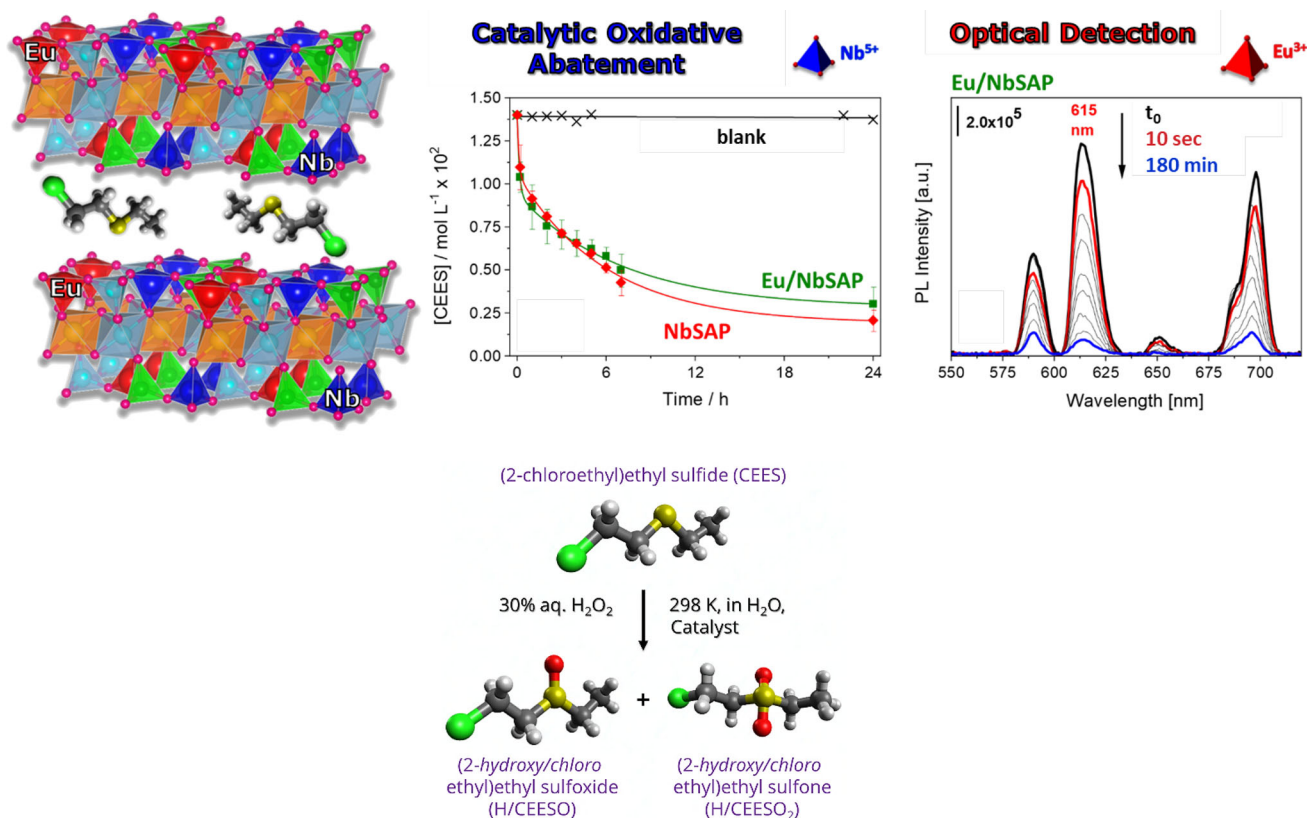 Eu
Nb
Eu
Nb
Catalytic Oxidative
Abatement
Nb⁵⁺
1.50
1.25
1.00
0.75
0.50
0.25
0.00
[CEES] / mol L⁻¹ x 10²
blank
Eu/NbSAP
NbSAP
0
6
12
18
24
Time / h
Optical Detection
Eu³⁺
Eu/NbSAP
2.0x10⁵
615
nm
t₀
10 sec
180 min
PL Intensity [a.u.]
550
575
600
625
650
675
700
Wavelength [nm]
(2-chloroethyl)ethyl sulfide (CEES)
30% aq. H₂O₂
298 K, in H₂O,
Catalyst
+
(2-hydroxy/chloro
ethyl)ethyl sulfoxide
(H/CEESO)
(2-hydroxy/chloro
ethyl)ethyl sulfone
(H/CEESO₂)